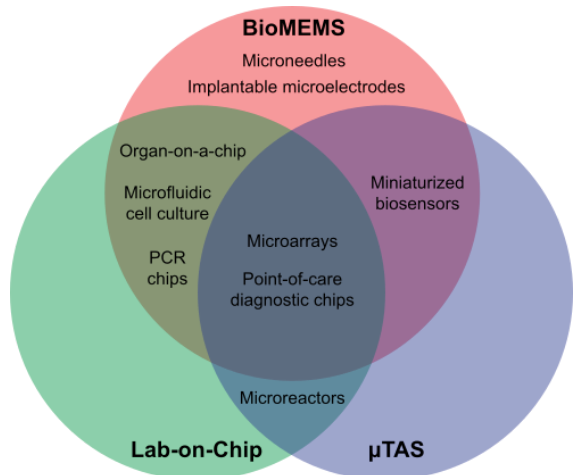 BioMEMS
Microneedles
Implantable microelectrodes
Organ-on-a-chip
Microfluidic
cell culture
PCR
chips
Microarrays
Point-of-care
diagnostic chips
Miniaturized
biosensors
Microreactors
Lab-on-Chip
µTAS